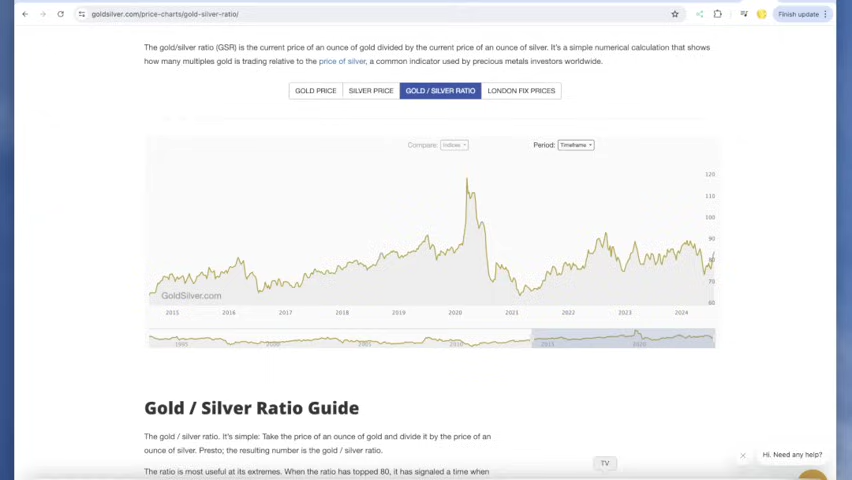 goldsilver.com/price-charts/gold-silver-ratio/
Finish update
The gold/silver ratio (GSR) is the current price of an ounce of gold divided by the current price of an ounce of silver. It's a simple numerical calculation that shows
how many multiples gold is trading relative to the price of silver, a common indicator used by precious metals investors worldwide.
GOLD PRICE SILVER PRICE GOLD / SILVER RATIO LONDON FIX PRICES
Compare: Indices Period: Timeframe
120
110
100
90
80
70
60
GoldSilver.com
2015 2016 2017 2018 2019 2020 2021 2022 2023 2024
1995 2000 2005 2010 2015 2020
Gold / Silver Ratio Guide
The gold / silver ratio. It's simple: Take the price of an ounce of gold and divide it by the price of an
ounce of silver. Presto; the resulting number is the gold / silver ratio.
TV
Hi. Need any help?
The ratio is most useful at its extremes. When the ratio has topped 80, it has signaled a time when